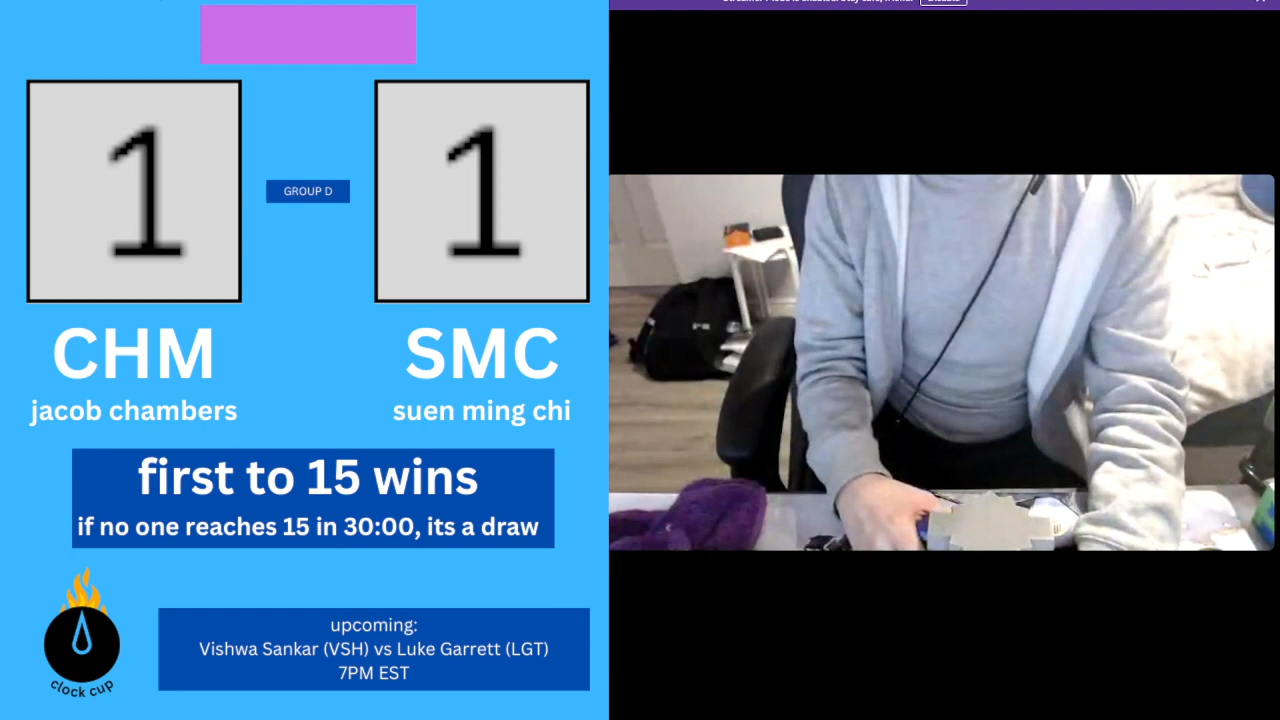 1
1
GROUP D
CHM
SMC
jacob chambers
suen ming chi
first to 15 wins
if no one reaches 15 in 30:00, its a draw
clock cup
upcoming:
Vishwa Sankar (VSH) vs Luke Garrett (LGT)
7PM EST